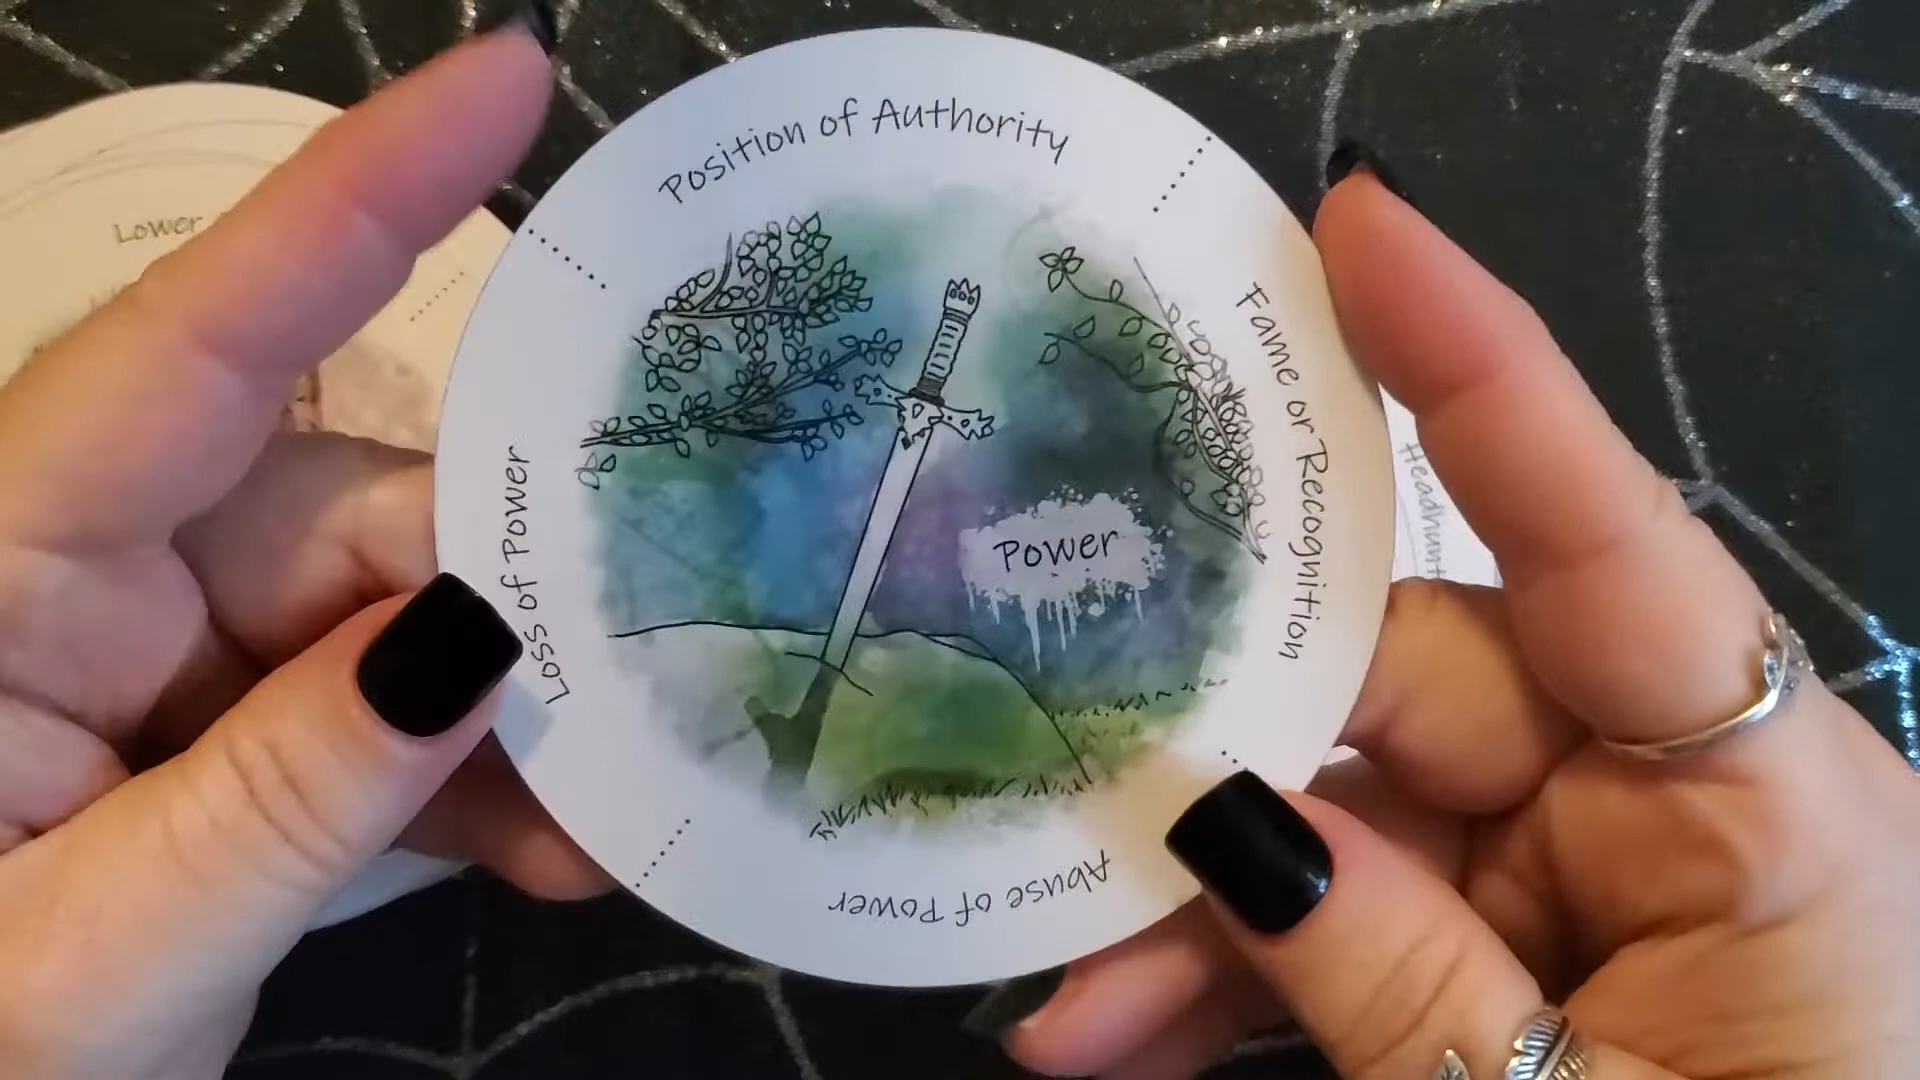 Position of Authority
Fame or Recognition
Abuse of Power
Loss of Power
Power
Lower